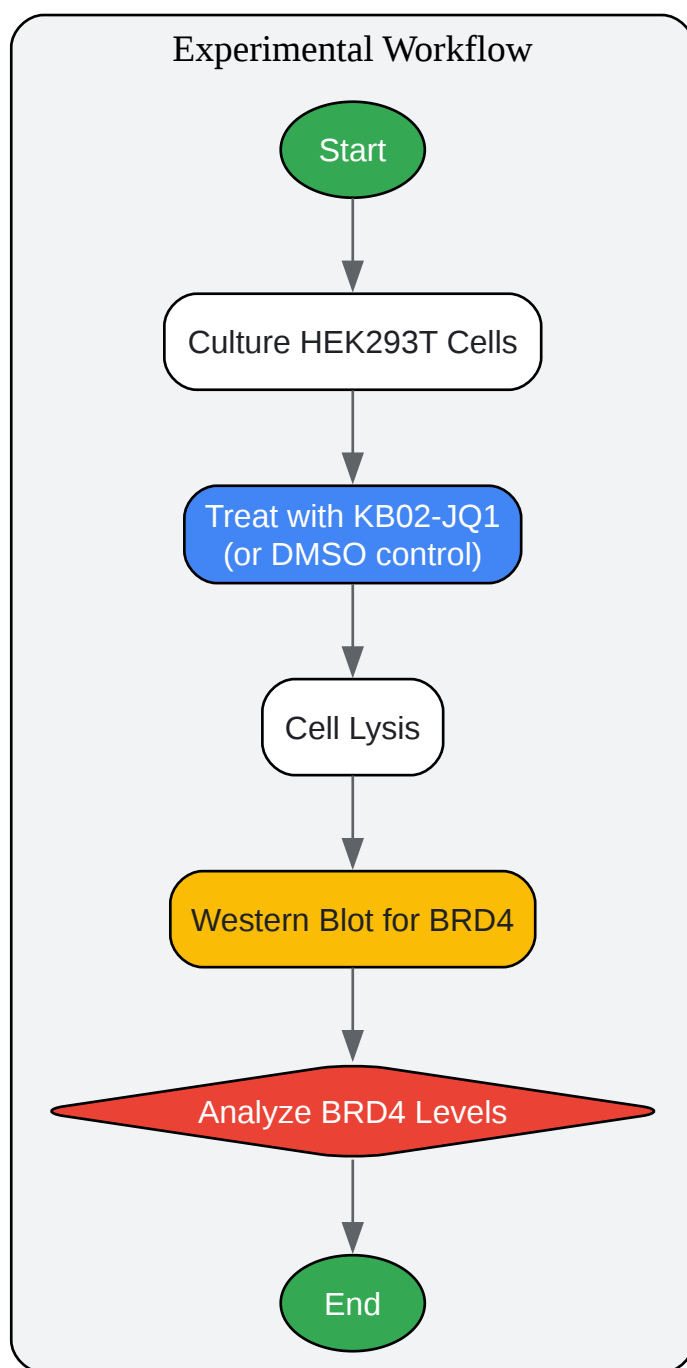 Experimental Workflow
Start
Culture HEK293T Cells
Treat with KB02-JQ1
(or DMSO control)
Cell Lysis
Western Blot for BRD4
Analyze BRD4 Levels
End